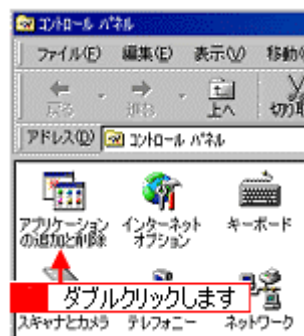 コントロール パネル
ファイル(F) 編集(E) 表示(V) 移動(
戻る 進む 上へ 切り取
アドレス(D) コントロール パネル
アプリケーション
の追加と削除
インターネット
オプション
キーボード
ダブルクリックします
スキャナとカメラ テレフォニー ネットワーク